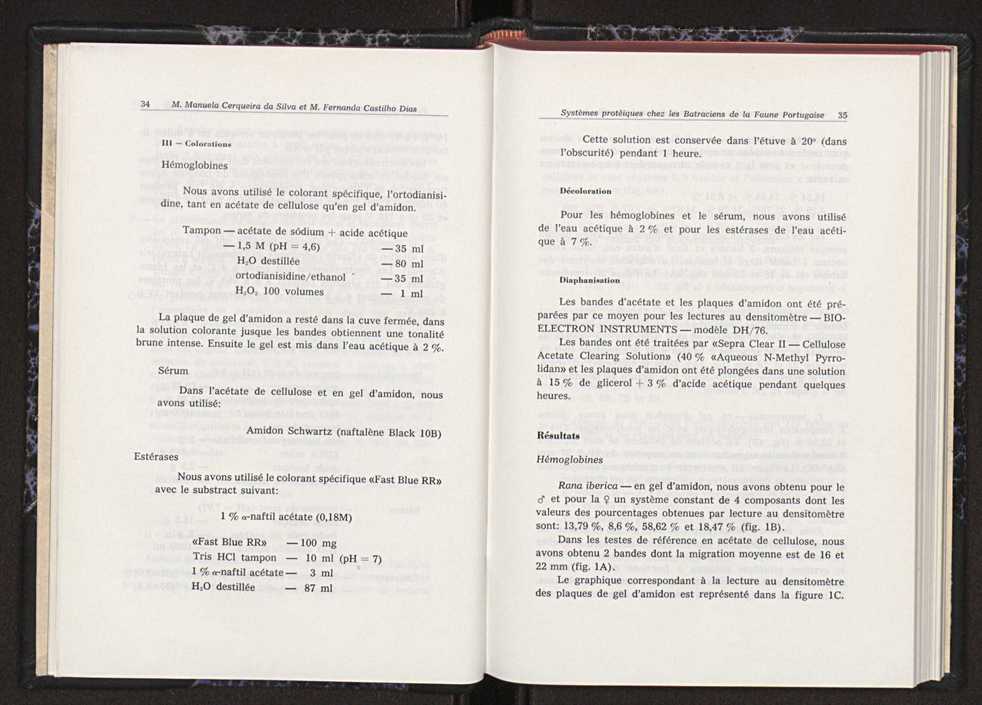 34 M. Manuela Cerqueira da Silva et M. Fernanda Castilho Dias
III — Colorations
Hémoglobines
Nous avons utilisé le colorant spécifique, l'ortodianisi-
dine, tant en acétate de cellulose qu'en gel d'amidon.
Tampon — acétate de sódium + acide acétique
— 1,5 M (pH = 4,6) — 35 ml
H₂O destillée — 80 ml
ortodianisidine/ethanol — 35 ml
H₂O₂ 100 volumes — 1 ml
La plaque de gel d'amidon a resté dans la cuve fermée, dans
la solution colorante jusque les bandes obtiennent une tonalité
brune intense. Ensuite le gel est mis dans l'eau acétique à 2 %.
Sérum
Dans l'acétate de cellulose et en gel d'amidon, nous
avons utilisé:
Amidon Schwartz (naftalène Black 10B)
Estérases
Nous avons utilisé le colorant spécifique «Fast Blue RR»
avec le substract suivant:
1 % α-naftil acétate (0,18M)
«Fast Blue RR» — 100 mg
Tris HCl tampon — 10 ml (pH = 7)
1 % α-naftil acétate — 3 ml
H₂O destillée — 87 ml
Systèmes protéiques chez les Batraciens de la Faune Portugaise 35
Cette solution est conservée dans l'étuve à 20° (dans
l'obscurité) pendant 1 heure.
Décoloration
Pour les hémoglobines et le sérum, nous avons utilisé
de l'eau acétique à 2 % et pour les estérases de l'eau acéti-
que à 7 %.
Diaphanisation
Les bandes d'acétate et les plaques d'amidon ont été pré-
parées par ce moyen pour les lectures au densitomètre — BIO-
ELECTRON INSTRUMENTS — modèle DH/76.
Les bandes ont été traitées par «Sepra Clear II — Cellulose
Acetate Clearing Solution» (40 % «Aqueous N-Methyl Pyrro-
lidan» et les plaques d'amidon ont été plongées dans une solution
à 15 % de glicerol + 3 % d'acide acétique pendant quelques
heures.
Résultats
Hémoglobines
Rana iberica — en gel d'amidon, nous avons obtenu pour le
♂ et pour la ♀ un système constant de 4 composants dont les
valeurs des pourcentages obtenues par lecture au densitomètre
sont: 13,79 %, 8,6 %, 58,62 % et 18,47 % (fig. 1B).
Dans les testes de référence en acétate de cellulose, nous
avons obtenu 2 bandes dont la migration moyenne est de 16 et
22 mm (fig. 1A).
Le graphique correspondant à la lecture au densitomètre
des plaques de gel d'amidon est représenté dans la figure 1C.